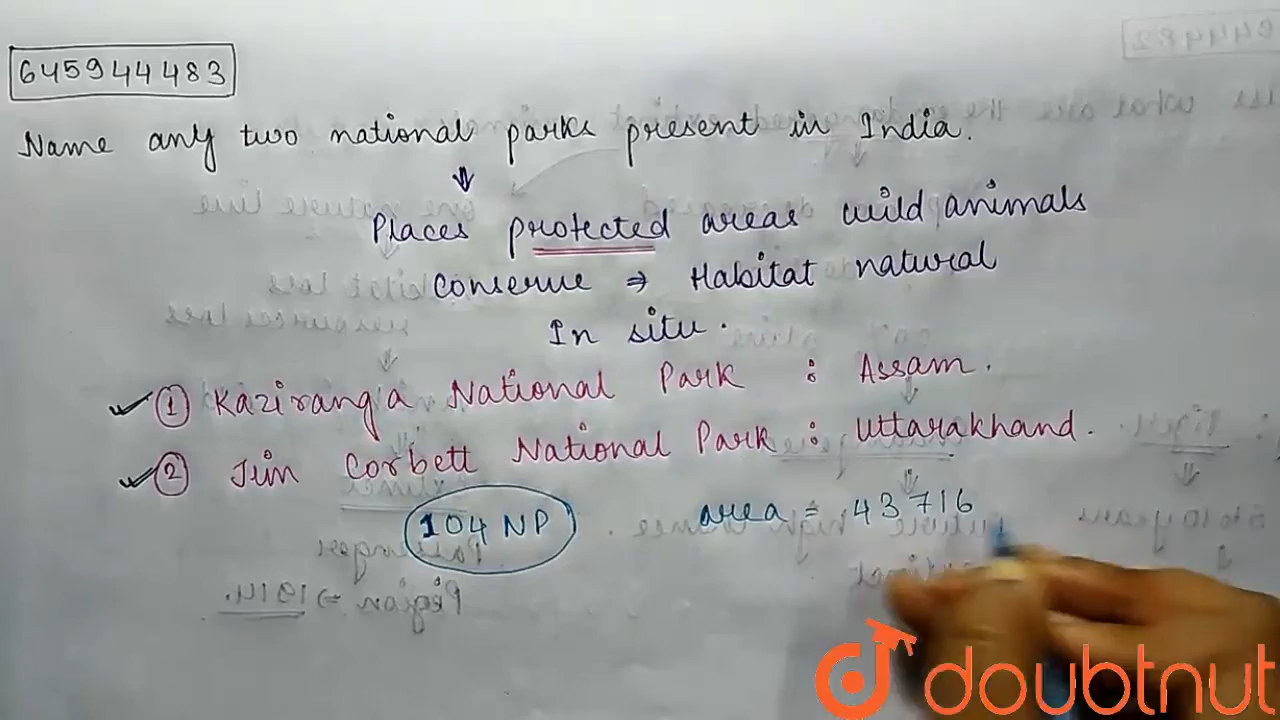 645944483
Name any two national parks present in India.
⇓
Places protected areas wild animals
Conserve ⇒ Habitat natural
In situ.
① Kaziranga National Park : Assam.
② Jim Corbett National Park : Uttarakhand.
104 NP area = 43716
doubtnut